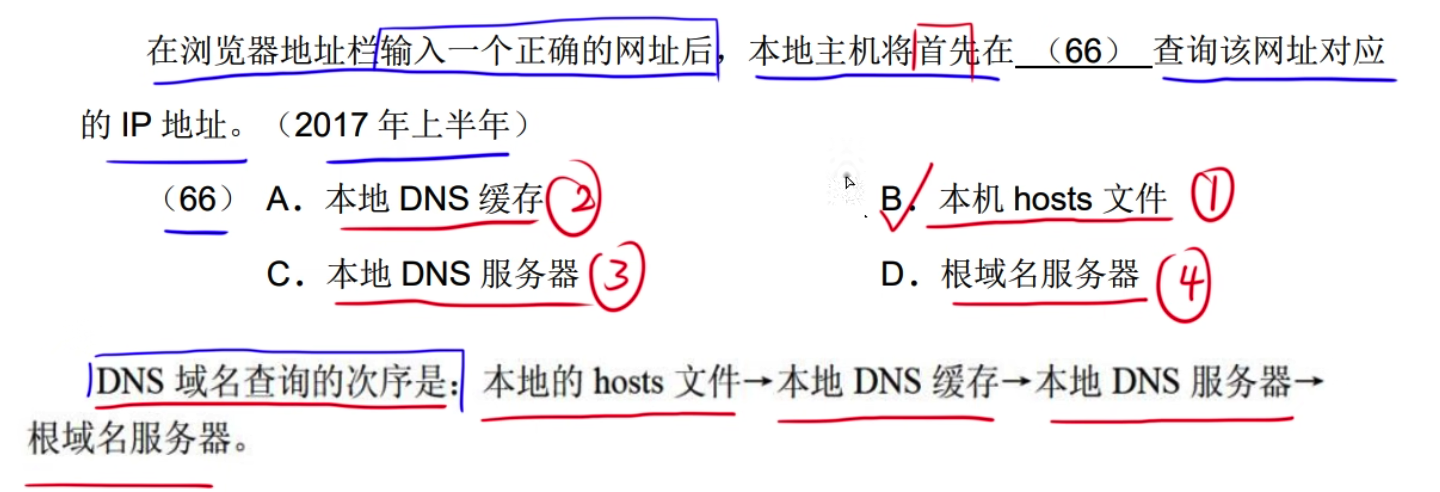 在浏览器地址栏输入一个正确的网址后，本地主机将首先在 （66） 查询该网址对应
的 IP 地址。（2017 年上半年）
（66） A．本地 DNS 缓存 ② B．本机 hosts 文件 ①
C．本地 DNS 服务器 ③ D．根域名服务器 ④
DNS 域名查询的次序是：本地的 hosts 文件→本地 DNS 缓存→本地 DNS 服务器→
根域名服务器。